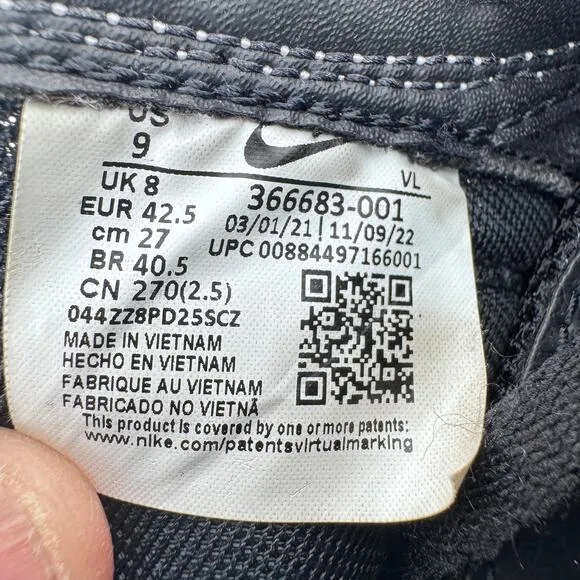 US
9
UK 8
EUR 42.5
cm 27
BR 40.5
CN 270(2.5)
044ZZ8PD25SCZ
VL
366683-001
03/01/21 | 11/09/22
UPC 00884497166001
MADE IN VIETNAM
HECHO EN VIETNAM
FABRIQUE AU VIETNAM
FABRICADO NO VIETNÃ
This product is covered by one or more patents:
www.nike.com/patentsvirtualmarking